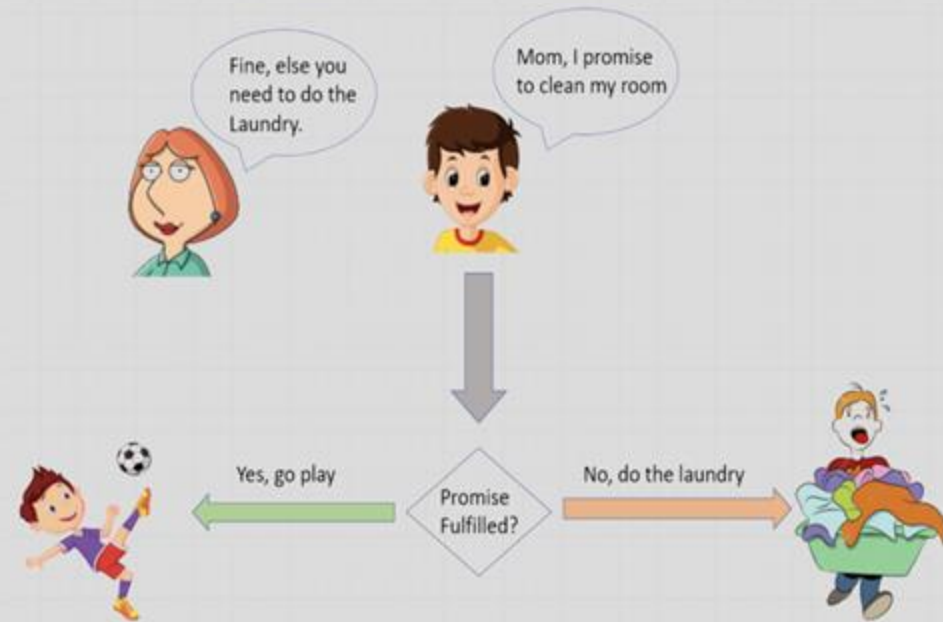 Fine, else you
need to do the
Laundry.
Mom, I promise
to clean my room
Yes, go play
Promise
Fulfilled?
No, do the laundry